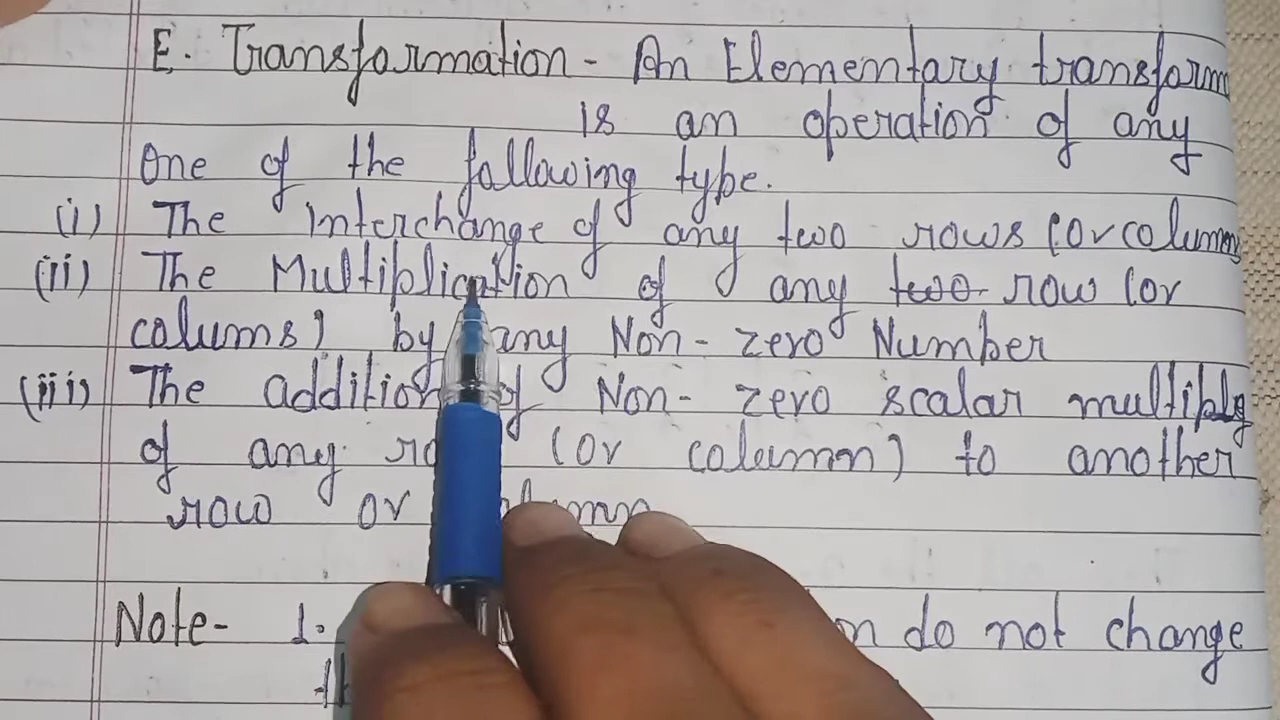 E. Transformation - An Elementary transform
is an operation of any
One of the following type.
(i) The Interchange of any two rows (or column
(ii) The Multiplication of any two row (or
colums) by any Non-zero Number
(iii) The addition of Non-zero scalar multiply
of any (or column) to another
row or
Note- 1. do not change